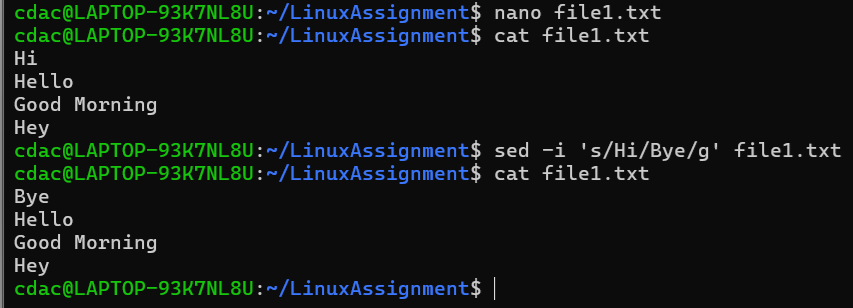 cdac@LAPTOP-93K7NL8U:~/LinuxAssignment$ nano file1.txt
cdac@LAPTOP-93K7NL8U:~/LinuxAssignment$ cat file1.txt
Hi
Hello
Good Morning
Hey
cdac@LAPTOP-93K7NL8U:~/LinuxAssignment$ sed -i 's/Hi/Bye/g' file1.txt
cdac@LAPTOP-93K7NL8U:~/LinuxAssignment$ cat file1.txt
Bye
Hello
Good Morning
Hey
cdac@LAPTOP-93K7NL8U:~/LinuxAssignment$